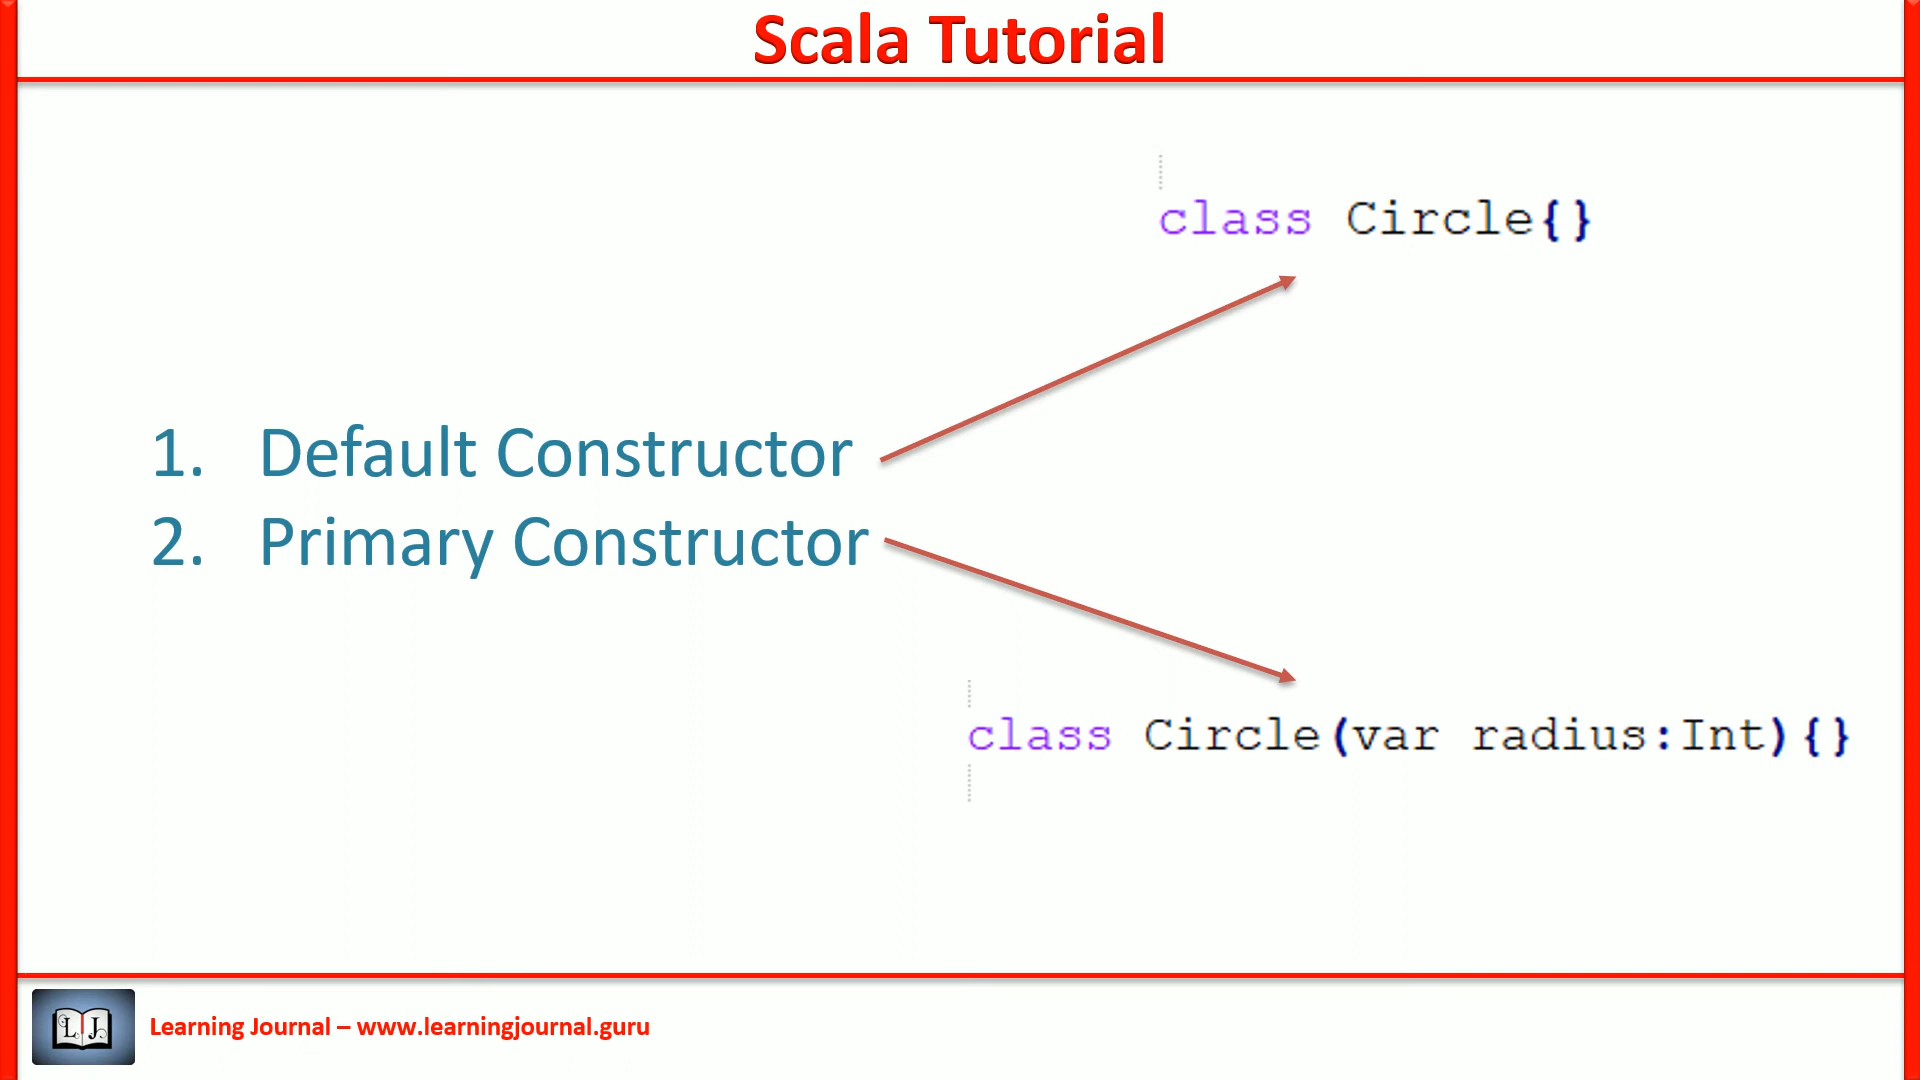 Scala Tutorial
class Circle{}
1. Default Constructor
2. Primary Constructor
class Circle(var radius:Int){}
L J
Learning Journal – www.learningjournal.guru